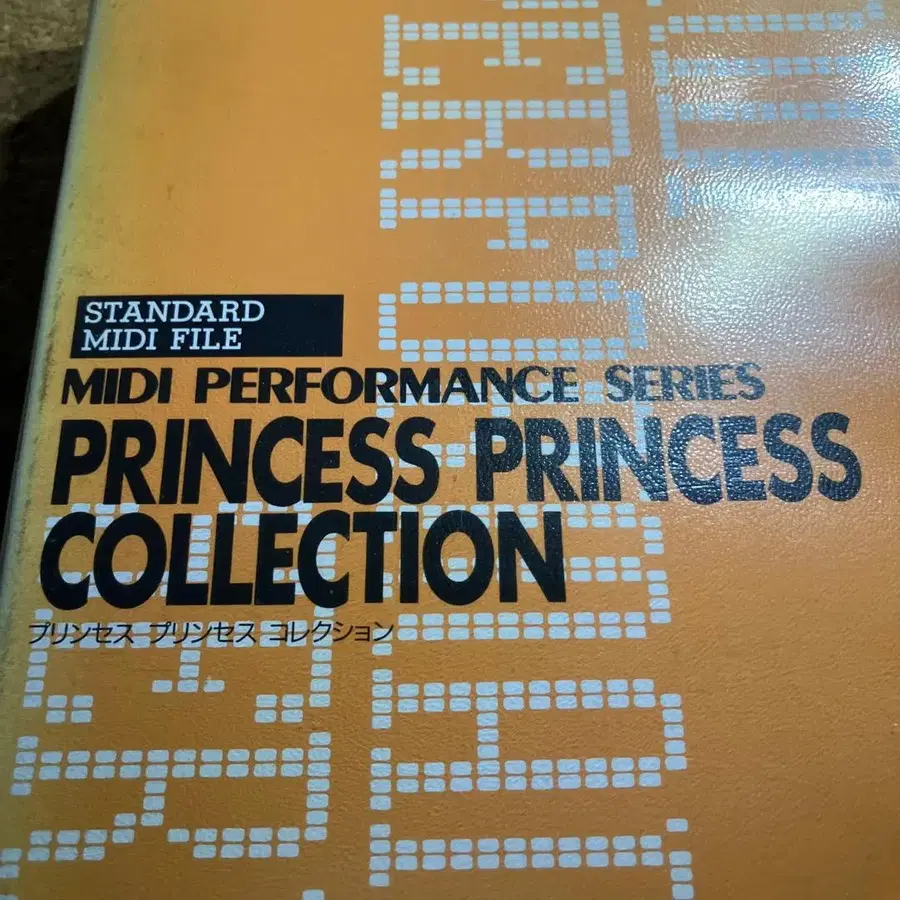 STANDARD
MIDI FILE
MIDI PERFORMANCE SERIES
PRINCESS PRINCESS
COLLECTION
プリンセス プリンセス コレクション